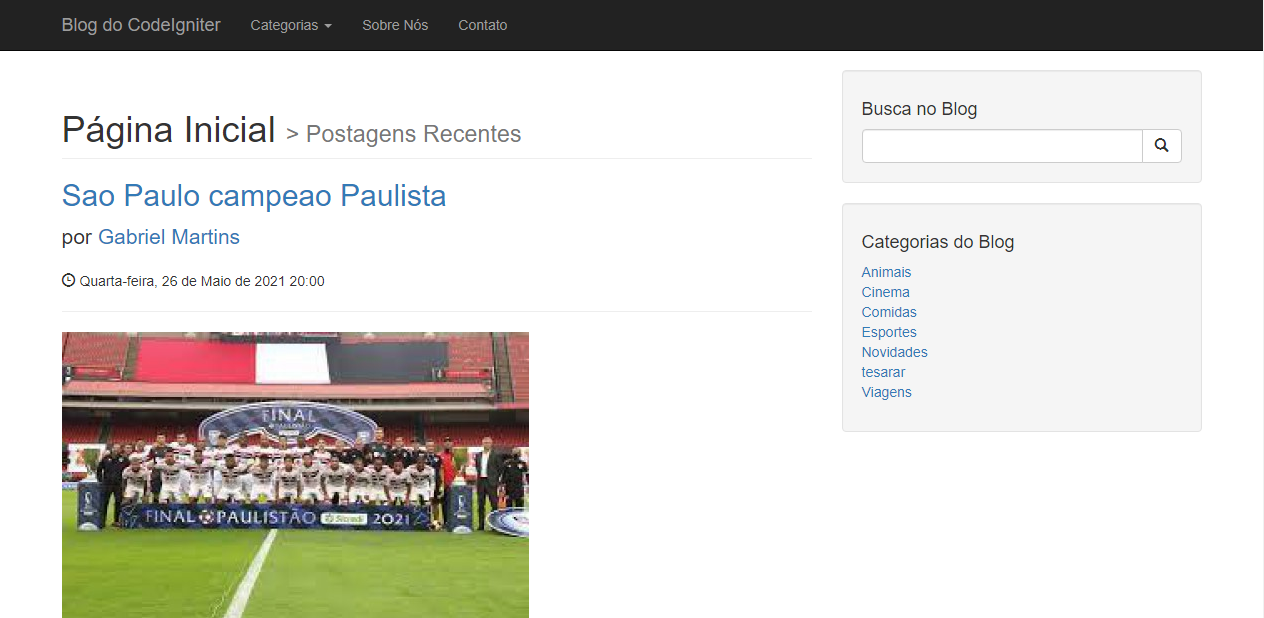 Blog do CodeIgniter Categorias Sobre Nós Contato
Página Inicial > Postagens Recentes
Sao Paulo campeao Paulista
por Gabriel Martins
Quarta-feira, 26 de Maio de 2021 20:00
FINAL
PAULISTÃO
FINAL PAULISTÃO Sicredi 2021
Busca no Blog
Categorias do Blog
Animais
Cinema
Comidas
Esportes
Novidades
tesarar
Viagens